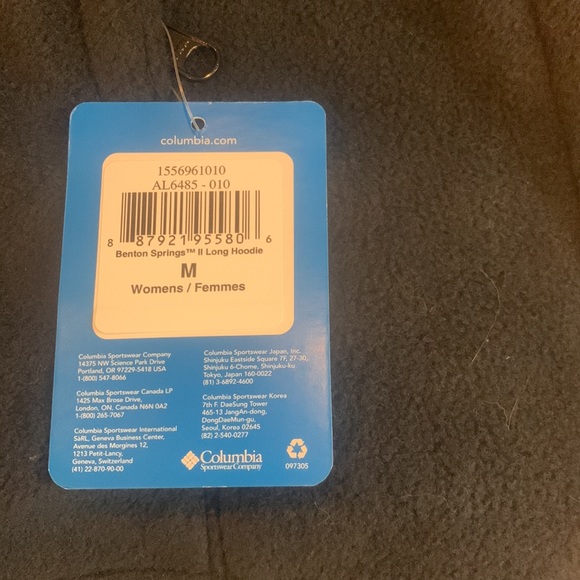 columbia.com
1556961010
AL6485 - 010
8 87921 95580 6
Benton Springs™ II Long Hoodie
M
Womens / Femmes
Columbia Sportswear Company
14375 NW Science Park Drive
Portland, OR 97229-5418 USA
1-(800) 547-8066
Columbia Sportswear Canada LP
1425 Max Brose Drive,
London, ON, Canada N6N 0A2
1-(800) 265-7067
Columbia Sportswear International
SàRL, Geneva Business Center,
Avenue des Morgines 12,
1213 Petit-Lancy,
Geneva, Switzerland
(41) 22-870-90-00
Columbia Sportswear Japan, Inc.
Shinjuku Eastside Square 7F, 27-30,
Shinjuku 6-Chome, Shinjuku-ku
Tokyo, Japan 160-0022
(81) 3-6892-4600
Columbia Sportswear Korea
7th F. DaeSung Tower
465-13 JangAn-dong,
DongDaeMun-gu,
Seoul, Korea 02645
(82) 2-540-0277
Columbia
Sportswear Company
097305